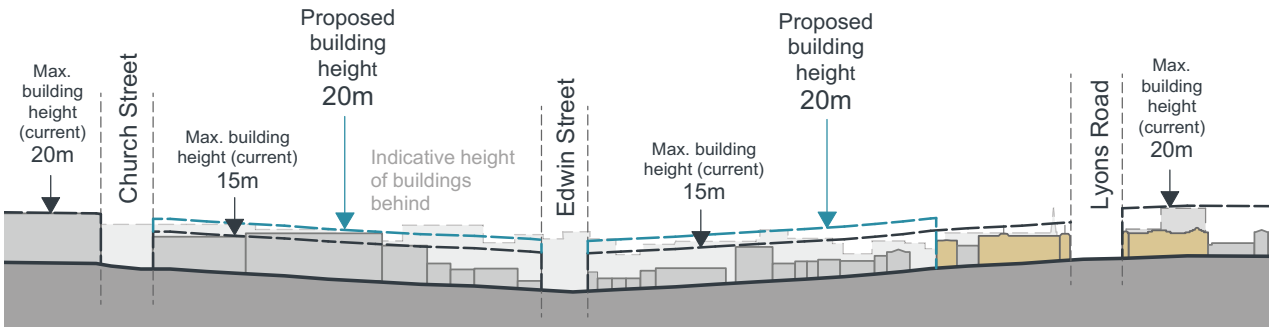 Max.
building
height
(current)
20m
Church Street
Max. building
height (current)
15m
Proposed
building
height
20m
Indicative height
of buildings
behind
Edwin Street
Max. building
height (current)
15m
Proposed
building
height
20m
Lyons Road
Max.
building
height
(current)
20m